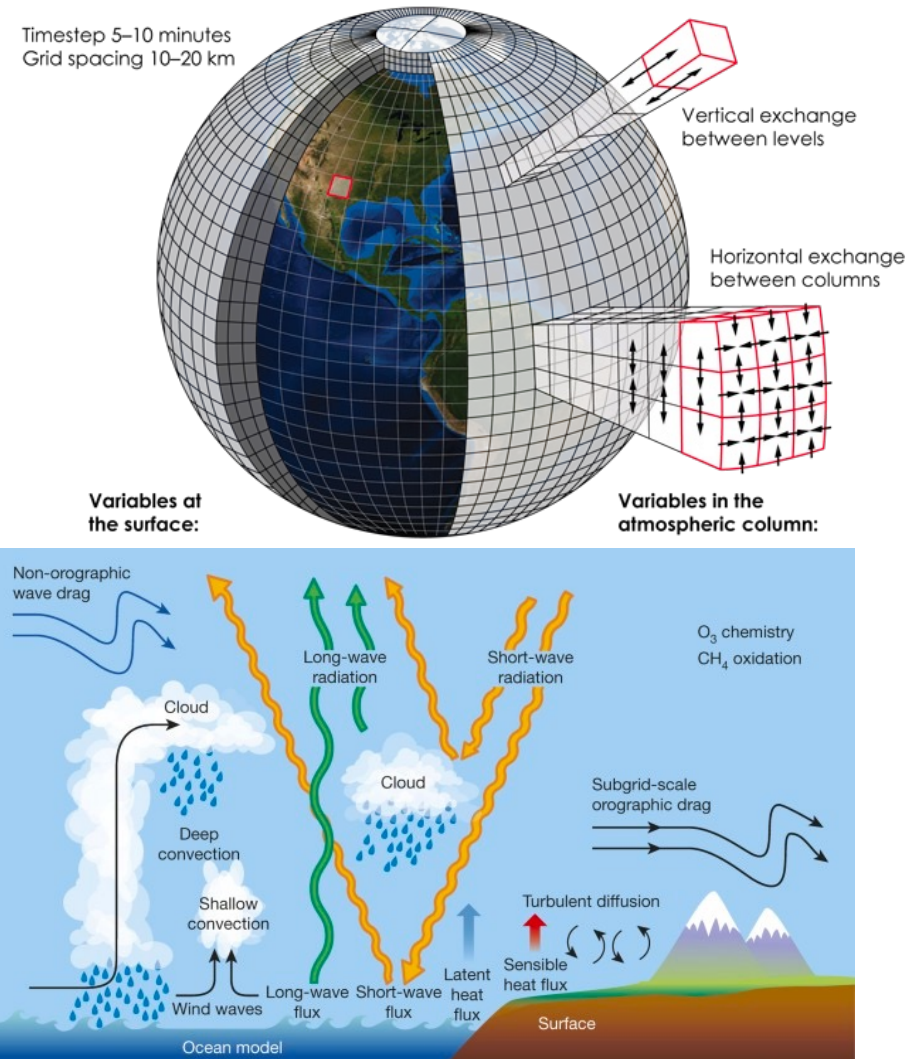 Timestep 5–10 minutes
Grid spacing 10–20 km
Vertical exchange
between levels
Horizontal exchange
between columns
Variables at
the surface:
Variables in the
atmospheric column:
Non-orographic
wave drag
O₃ chemistry
CH₄ oxidation
Long-wave
radiation
Short-wave
radiation
Cloud
Cloud
Subgrid-scale
orographic drag
Deep
convection
Shallow
convection
Turbulent diffusion
Wind waves
Long-wave
flux
Short-wave
flux
Latent
heat
flux
Sensible
heat flux
Surface
Ocean model